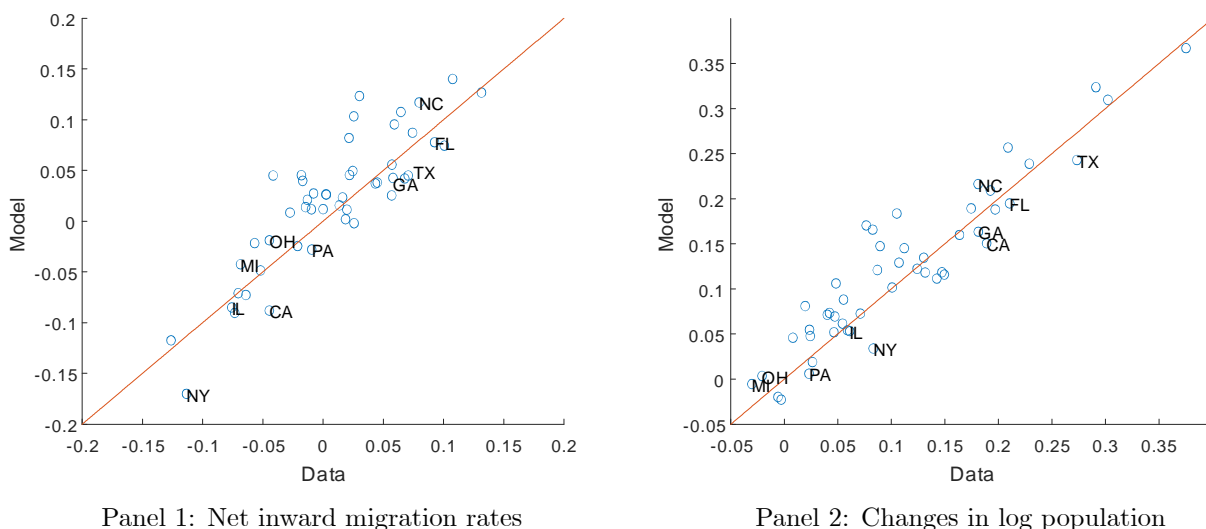 0.2
0.15
0.1
0.05
0
-0.05
-0.1
-0.15
-0.2
Model
NC
FL
TX
GA
OH
PA
MI
IL
CA
NY
-0.2 -0.15 -0.1 -0.05 0 0.05 0.1 0.15 0.2
Data
Panel 1: Net inward migration rates
0.35
0.3
0.25
0.2
0.15
0.1
0.05
0
-0.05
Model
TX
NC
FL
GA
CA
IL
NY
PA
OH
MI
-0.05 0 0.05 0.1 0.15 0.2 0.25 0.3 0.35
Data
Panel 2: Changes in log population